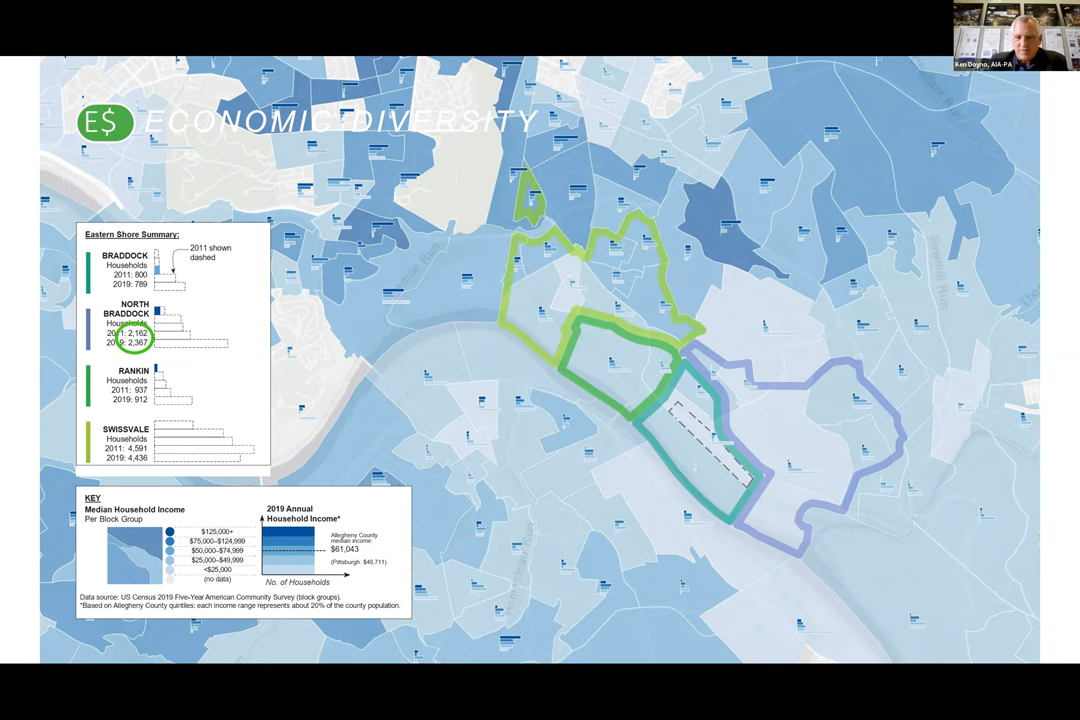 Ken Doyno, AIA-PA
E$ ECONOMIC DIVERSITY
Eastern Shore Summary:
2011 shown
dashed
BRADDOCK
Households
2011: 800
2019: 789
NORTH
BRADDOCK
Households
2011: 2,162
2019: 2,367
RANKIN
Households
2011: 937
2019: 912
SWISSVALE
Households
2011: 4,591
2019: 4,436
KEY
Median Household Income
Per Block Group
$125,000+
$75,000–$124,999
$50,000–$74,999
$25,000–$49,999
<$25,000
(no data)
2019 Annual
Household Income*
Allegheny County
median income:
$61,043
(Pittsburgh: $48,711)
No. of Households
Data source: US Census 2019 Five-Year American Community Survey (block groups).
*Based on Allegheny County quintiles: each income range represents about 20% of the county population.
Sawmill Run